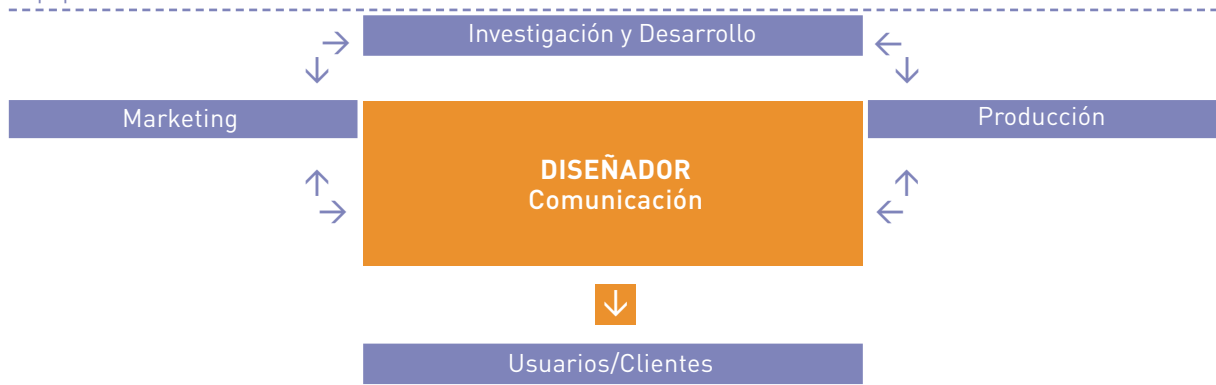 Investigación y Desarrollo
Marketing
Producción
DISEÑADOR
Comunicación
Usuarios/Clientes